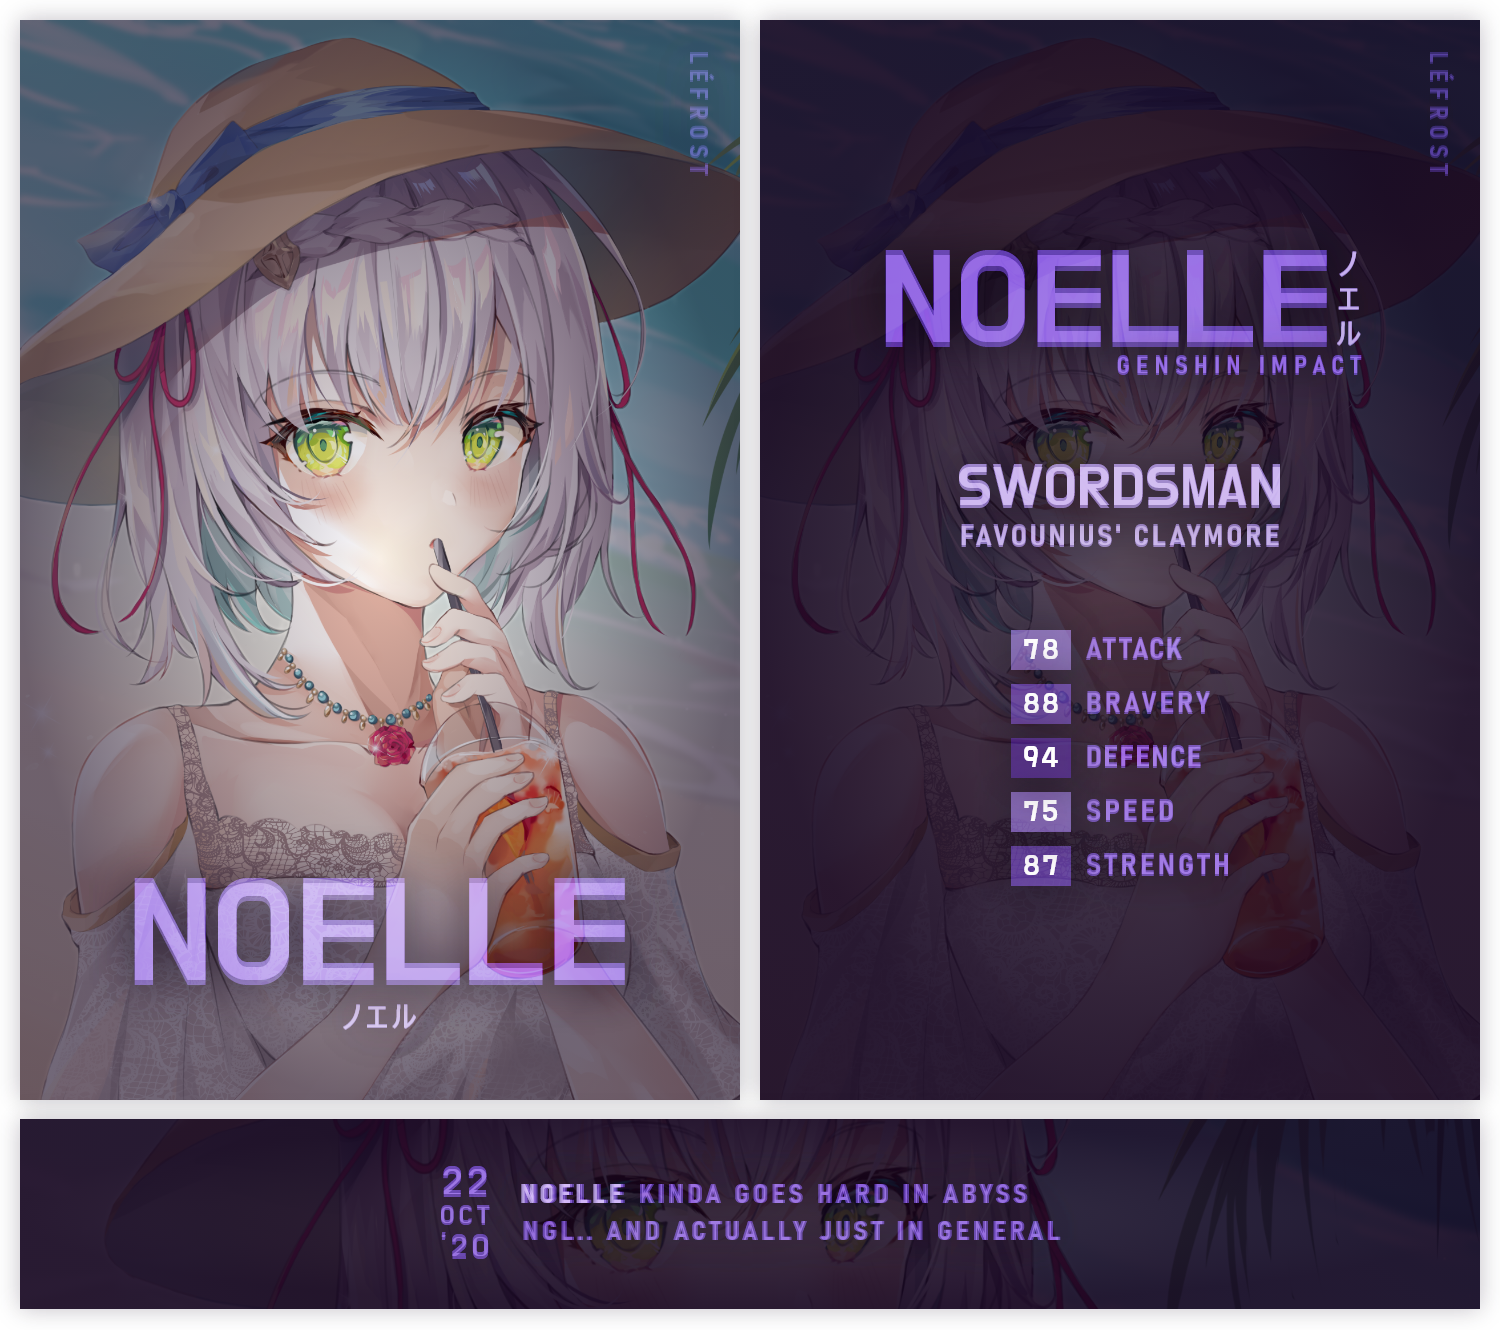 LÉFROST
NOELLE
ノエル
LÉFROST
NOELLE
ノエル
GENSHIN IMPACT
SWORDSMAN
FAVOUNIUS' CLAYMORE
78 ATTACK
88 BRAVERY
94 DEFENCE
75 SPEED
87 STRENGTH
22
OCT
'20
NOELLE KINDA GOES HARD IN ABYSS
NGL.. AND ACTUALLY JUST IN GENERAL